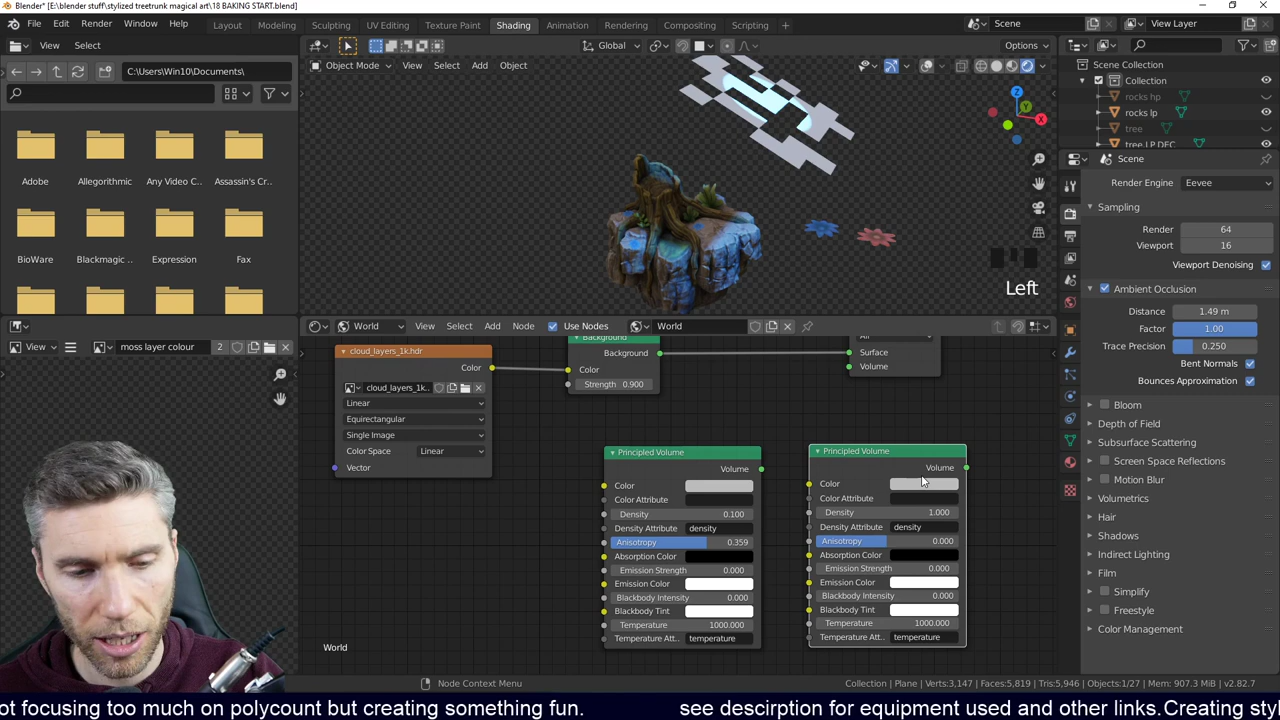 Blender* [E:\blender stuff\stylized treetrunk magical art\18 BAKING START.blend]
File Edit Render Window Help Layout Modeling Sculpting UV Editing Texture Paint Shading Animation Rendering Compositing Scripting Scene View Layer
View Select Global Options
C:\Users\Win10\Documents\ Object Mode View Select Add Object
Scene Collection
Collection
rocks hp
rocks lp
tree
tree LP DEC
Adobe Allegorithmic Any Video C.. Assassin's Cr..
BioWare Blackmagic .. Expression Fax
X
Y
Z
Left
Scene
Render Engine Eevee
Sampling
Render 64
Viewport 16
Viewport Denoising
Ambient Occlusion
Distance 1.49 m
Factor 1.00
Trace Precision 0.250
Bent Normals
Bounces Approximation
Bloom
Depth of Field
Subsurface Scattering
Screen Space Reflections
Motion Blur
Volumetrics
Hair
Shadows
Indirect Lighting
Film
Simplify
Freestyle
Color Management
World View Select Add Node Use Nodes World
View moss layer colour 2
cloud_layers_1k.hdr
Color
cloud_layers_1k..
Linear
Equirectangular
Single Image
Color Space Linear
Vector
Background
Background
Color
Strength 0.900
All
Surface
Volume
Principled Volume
Volume
Color
Color Attribute
Density 0.100
Density Attribute density
Anisotropy 0.359
Absorption Color
Emission Strength 0.000
Emission Color
Blackbody Intensity 0.000
Blackbody Tint
Temperature 1000.000
Temperature Att.. temperature
Principled Volume
Volume
Color
Color Attribute
Density 1.000
Density Attribute density
Anisotropy 0.000
Absorption Color
Emission Strength 0.000
Emission Color
Blackbody Intensity 0.000
Blackbody Tint
Temperature 1000.000
Temperature Att.. temperature
World
Node Context Menu
Collection | Plane | Verts:3,147 | Faces:5,819 | Tris:5,946 | Objects:1/27 | Mem: 907.3 MiB | v2.82.7
ot focusing too much on polycount but creating something fun. see descirption for equipment used and other links.Creating sty